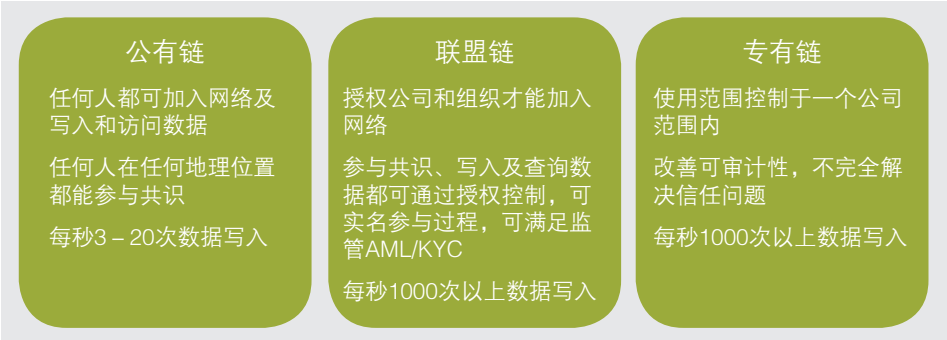 公有链
任何人都可加入网络及
写入和访问数据
任何人在任何地理位置
都能参与共识
每秒3 – 20次数据写入
联盟链
授权公司和组织才能加入
网络
参与共识、写入及查询数
据都可通过授权控制，可
实名参与过程，可满足监
管AML/KYC
每秒1000次以上数据写入
专有链
使用范围控制于一个公司
范围内
改善可审计性，不完全解
决信任问题
每秒1000次以上数据写入